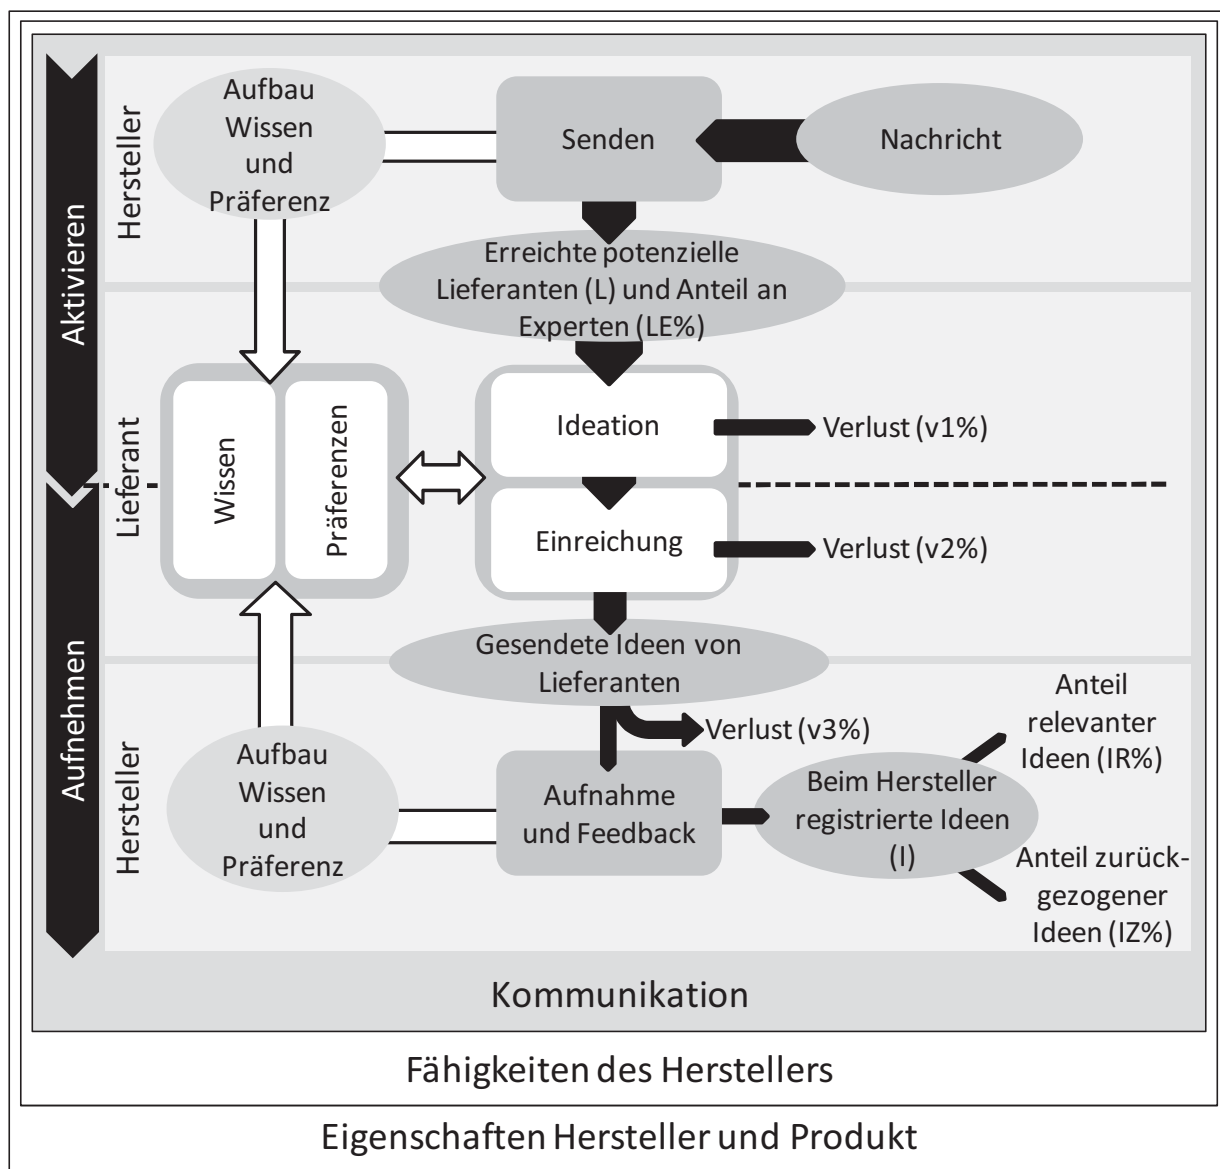 Aktivieren
Aufnehmen
Hersteller
Aufbau
Wissen
und
Präferenz
Senden
Nachricht
Erreichte potenzielle
Lieferanten (L) und Anteil an
Experten (LE%)
Lieferant
Wissen
Präferenzen
Ideation
Verlust (v1%)
Einreichung
Verlust (v2%)
Gesendete Ideen von
Lieferanten
Verlust (v3%)
Hersteller
Aufbau
Wissen
und
Präferenz
Aufnahme
und Feedback
Beim Hersteller
registrierte Ideen
(I)
Anteil
relevanter
Ideen (IR%)
Anteil zurück-
gezogener
Ideen (IZ%)
Kommunikation
Fähigkeiten des Herstellers
Eigenschaften Hersteller und Produkt